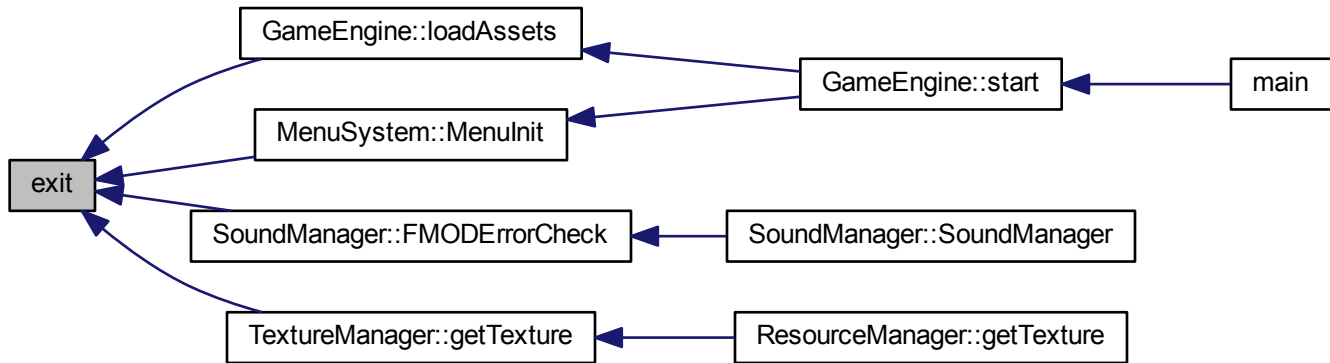 GameEngine::loadAssets
GameEngine::start
main
MenuSystem::MenuInit
exit
SoundManager::FMODErrorCheck
SoundManager::SoundManager
TextureManager::getTexture
ResourceManager::getTexture